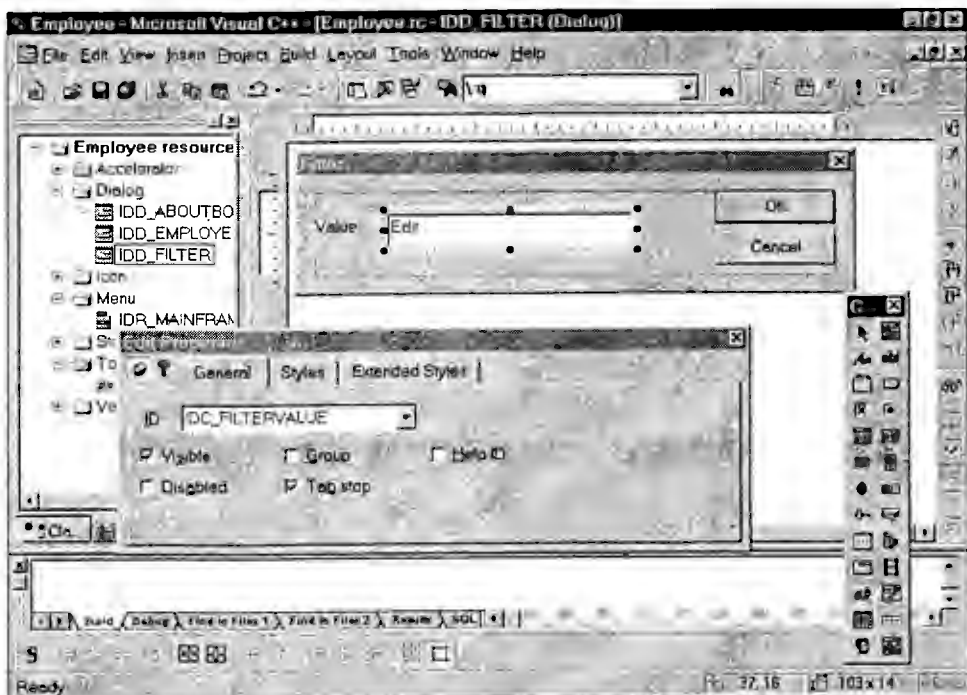 Employee - Microsoft Visual C++ - [Employee.rc - IDD_FILTER (Dialog)]
File Edit View Insert Project Build Layout Tools Window Help
Employee resource
Accelerator
Dialog
IDD_ABOUTBO
IDD_EMPLOYE
IDD_FILTER
Icon
Menu
IDR_MAINFRAM
To
Ve
Value
Edit
OK
Cancel
General Styles Extended Styles
ID IDC_FILTERVALUE
Visible Group Help ID
Disabled Tab stop
Build Debug Find in Files 1 Find in Files 2 Results SQL
Ready 37, 16 103 x 14